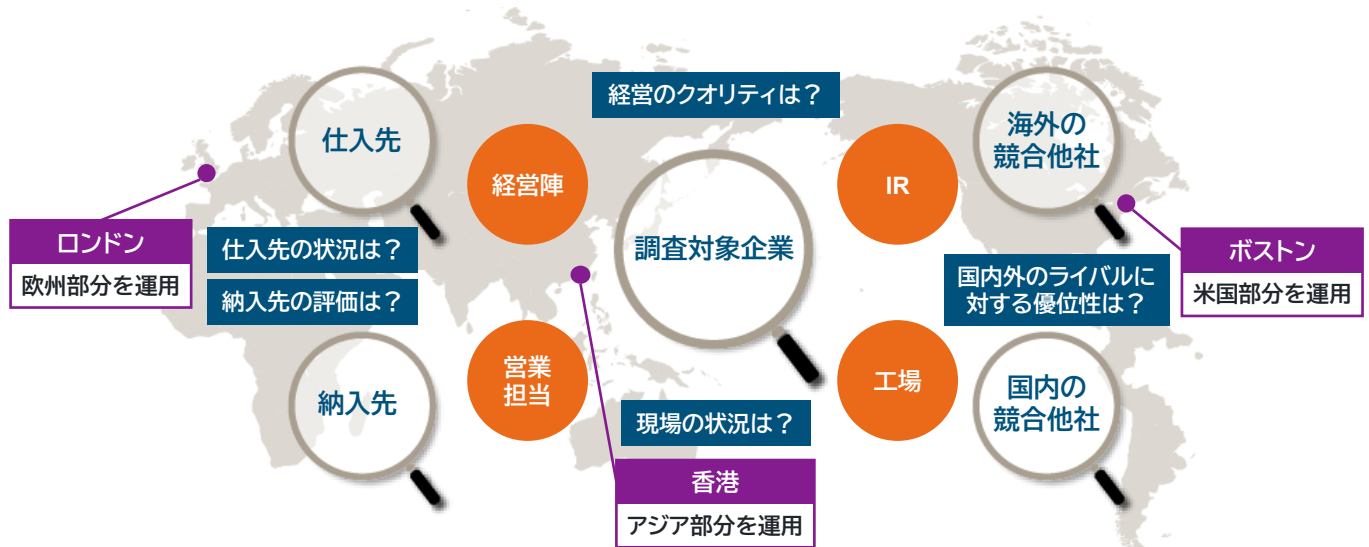 経営のクオリティは？
仕入先
海外の
競合他社
経営陣
IR
調査対象企業
ロンドン
欧州部分を運用
仕入先の状況は？
納入先の評価は？
国内外のライバルに
対する優位性は？
ボストン
米国部分を運用
納入先
営業
担当
工場
国内の
競合他社
現場の状況は？
香港
アジア部分を運用